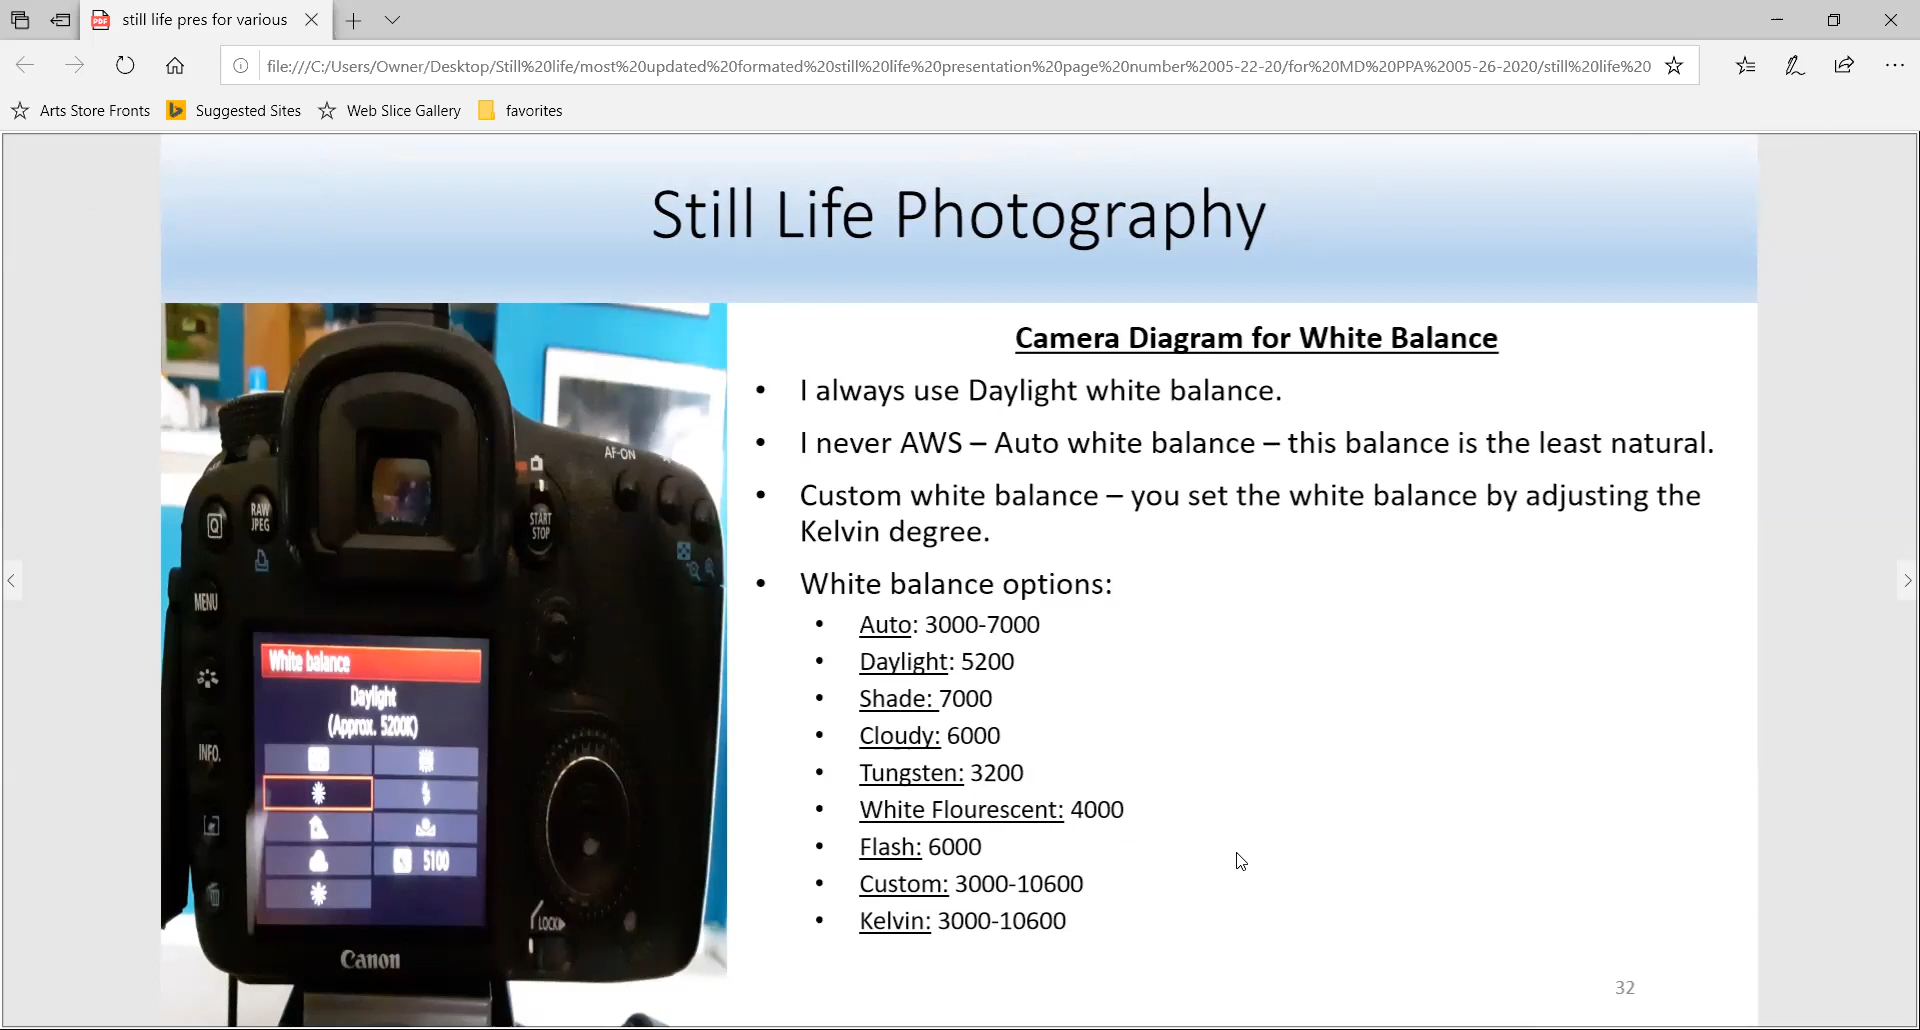 still life pres for various
file:///C:/Users/Owner/Desktop/Still%20life/most%20updated%20formated%20still%20life%20presentation%20page%20number%2005-22-20/for%20MD%20PPA%2005-26-2020/still%20life%20
Arts Store Fronts
Suggested Sites
Web Slice Gallery
favorites
Still Life Photography
Camera Diagram for White Balance
• I always use Daylight white balance.
• I never AWS – Auto white balance – this balance is the least natural.
• Custom white balance – you set the white balance by adjusting the
Kelvin degree.
• White balance options:
• Auto: 3000-7000
• Daylight: 5200
• Shade: 7000
• Cloudy: 6000
• Tungsten: 3200
• White Flourescent: 4000
• Flash: 6000
• Custom: 3000-10600
• Kelvin: 3000-10600
AF-ON
Q
RAW
JPEG
START
STOP
MENU
INFO.
White balance
Daylight
(Approx. 5200K)
5100
LOCK
Canon
32